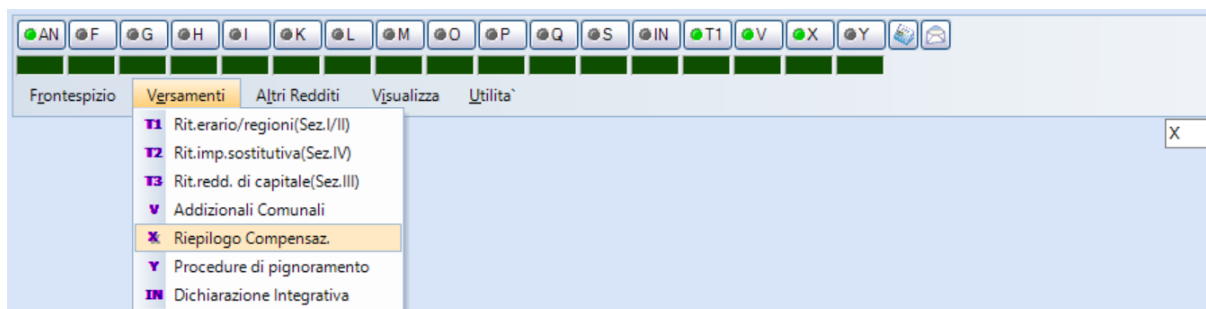 AN F G H I K L M O P Q S IN T1 V X Y
Frontespizio Versamenti Altri Redditi Visualizza Utilita`
T1 Rit.erario/regioni(Sez.I/II)
X
T2 Rit.imp.sostitutiva(Sez.IV)
T3 Rit.redd. di capitale(Sez.III)
V Addizionali Comunali
X Riepilogo Compensaz.
Y Procedure di pignoramento
IN Dichiarazione Integrativa